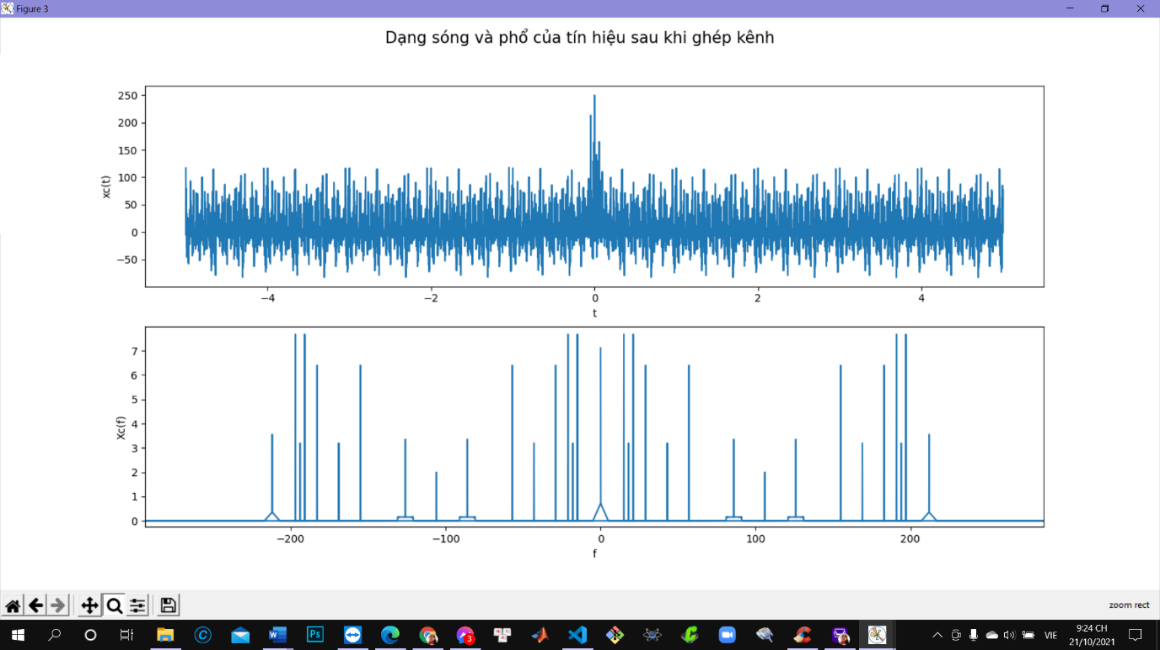 Figure 3
Dạng sóng và phổ của tín hiệu sau khi ghép kênh
250
200
150
100
50
0
−50
xc(t)
−4 −2 0 2 4
t
7
6
5
4
3
2
1
0
Xc(f)
−200 −100 0 100 200
f
zoom rect
W Ps 3 VIE
9:24 CH
21/10/2021